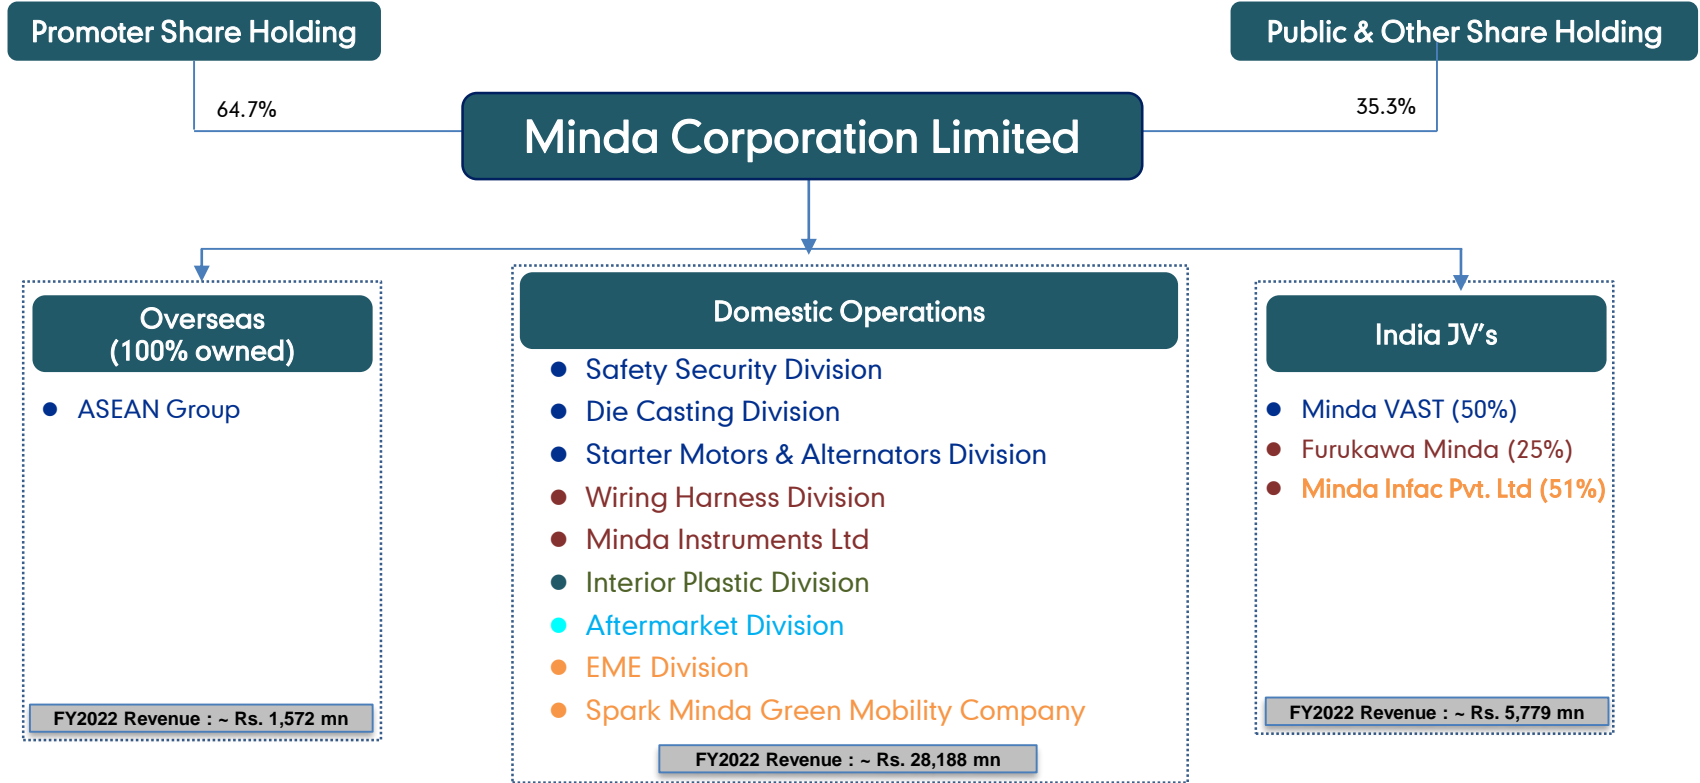 Promoter Share Holding
Public & Other Share Holding
64.7%
35.3%
Minda Corporation Limited
Overseas
(100% owned)
ASEAN Group
FY2022 Revenue : ~ Rs. 1,572 mn
Domestic Operations
Safety Security Division
Die Casting Division
Starter Motors & Alternators Division
Wiring Harness Division
Minda Instruments Ltd
Interior Plastic Division
Aftermarket Division
EME Division
Spark Minda Green Mobility Company
FY2022 Revenue : ~ Rs. 28,188 mn
India JV's
Minda VAST (50%)
Furukawa Minda (25%)
Minda Infac Pvt. Ltd (51%)
FY2022 Revenue : ~ Rs. 5,779 mn